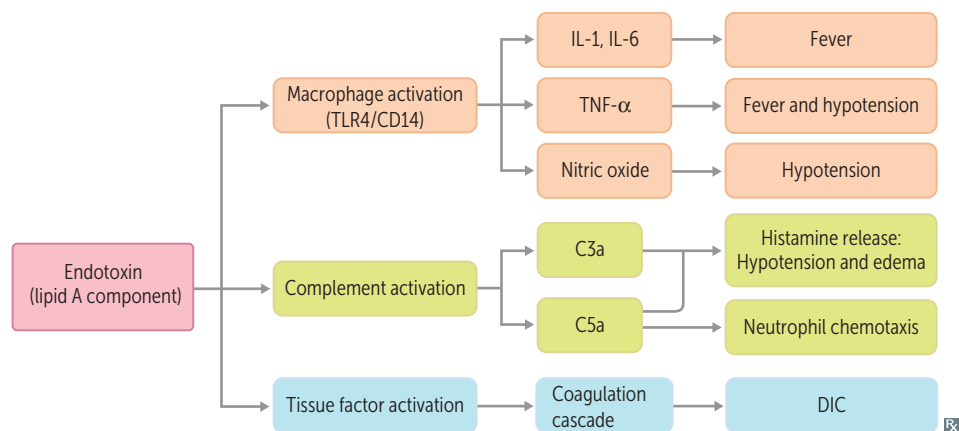 Endotoxin
(lipid A component)
Macrophage activation
(TLR4/CD14)
IL-1, IL-6
Fever
TNF-α
Fever and hypotension
Nitric oxide
Hypotension
Complement activation
C3a
Histamine release:
Hypotension and edema
C5a
Neutrophil chemotaxis
Tissue factor activation
Coagulation
cascade
DIC
℞